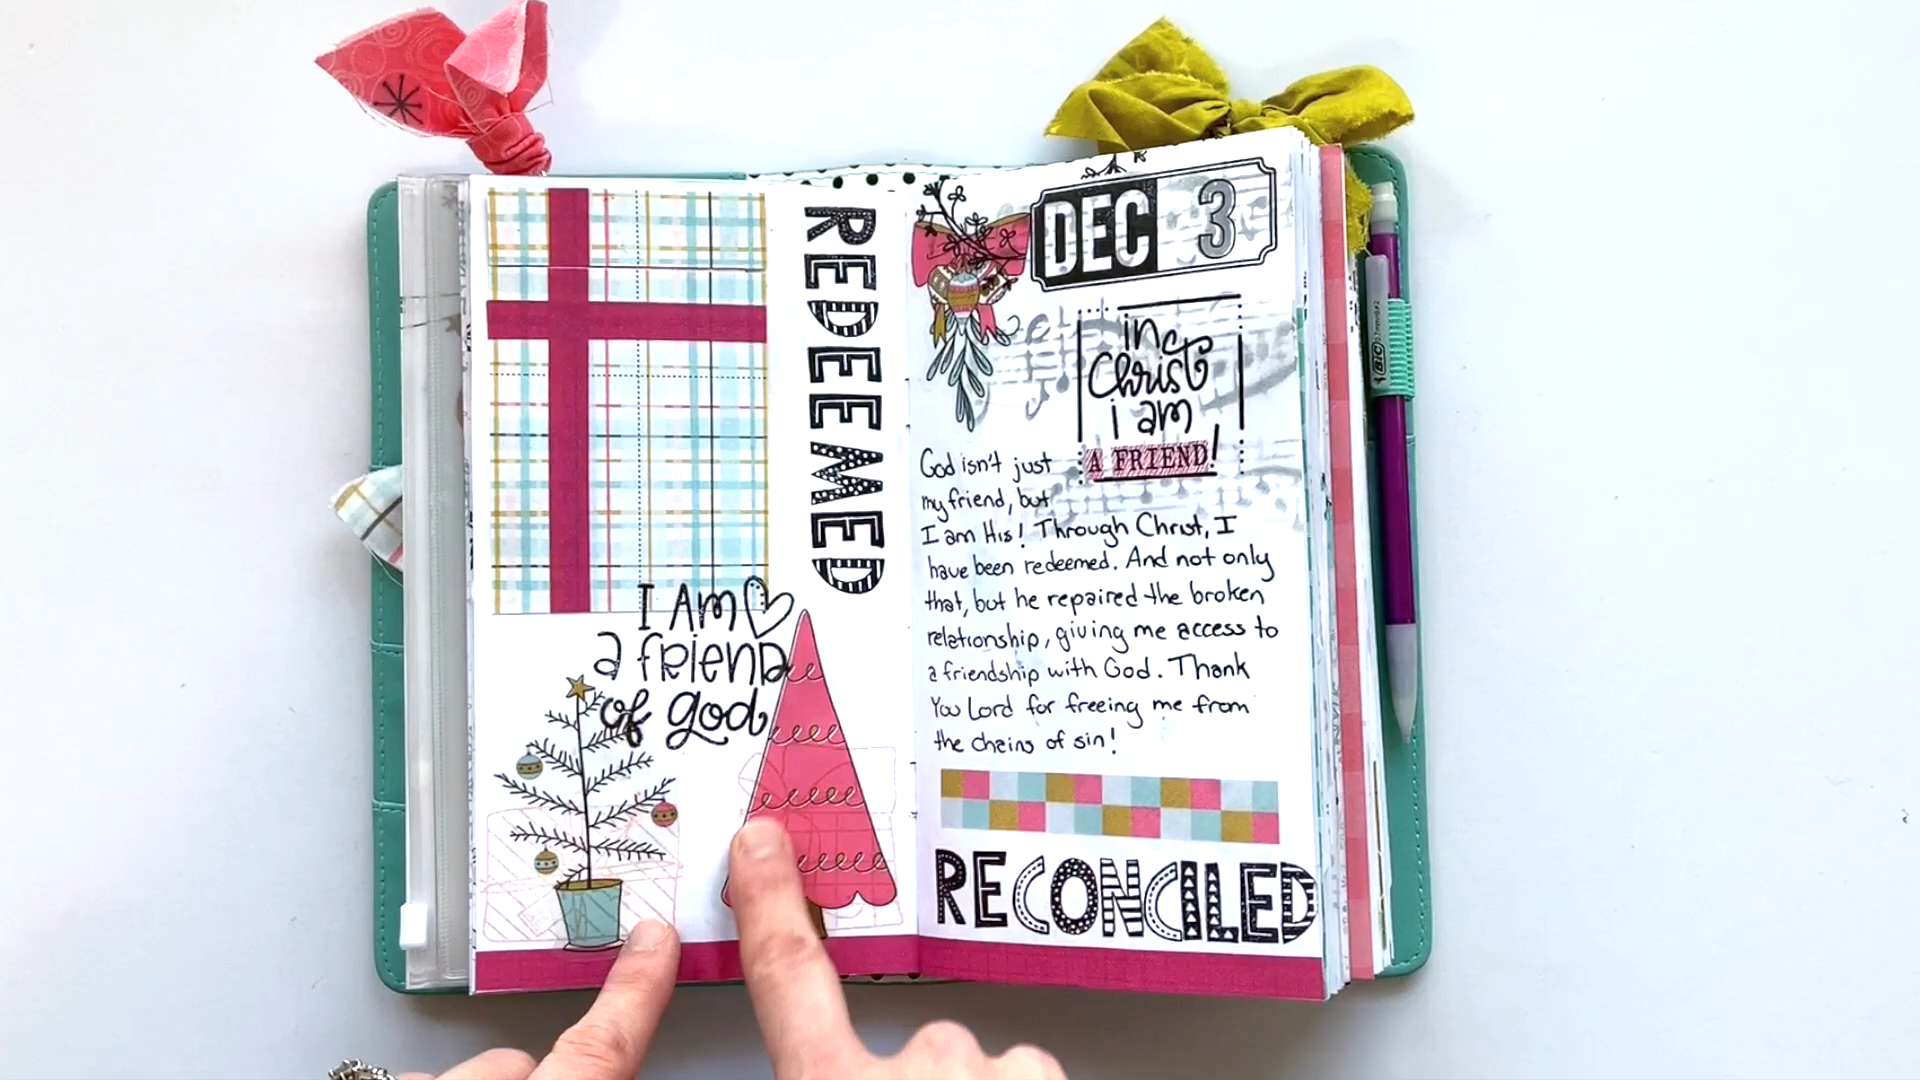 REDEEMED
I Am
a friend
of god
DEC 3
in
Christ
i am
A FRIEND!
God isn't just
my friend, but
I am His! Through Christ, I
have been redeemed. And not only
that, but he repaired the broken
relationship, giving me access to
a friendship with God. Thank
You Lord for freeing me from
the chains of sin!
RECONCILED
BIC